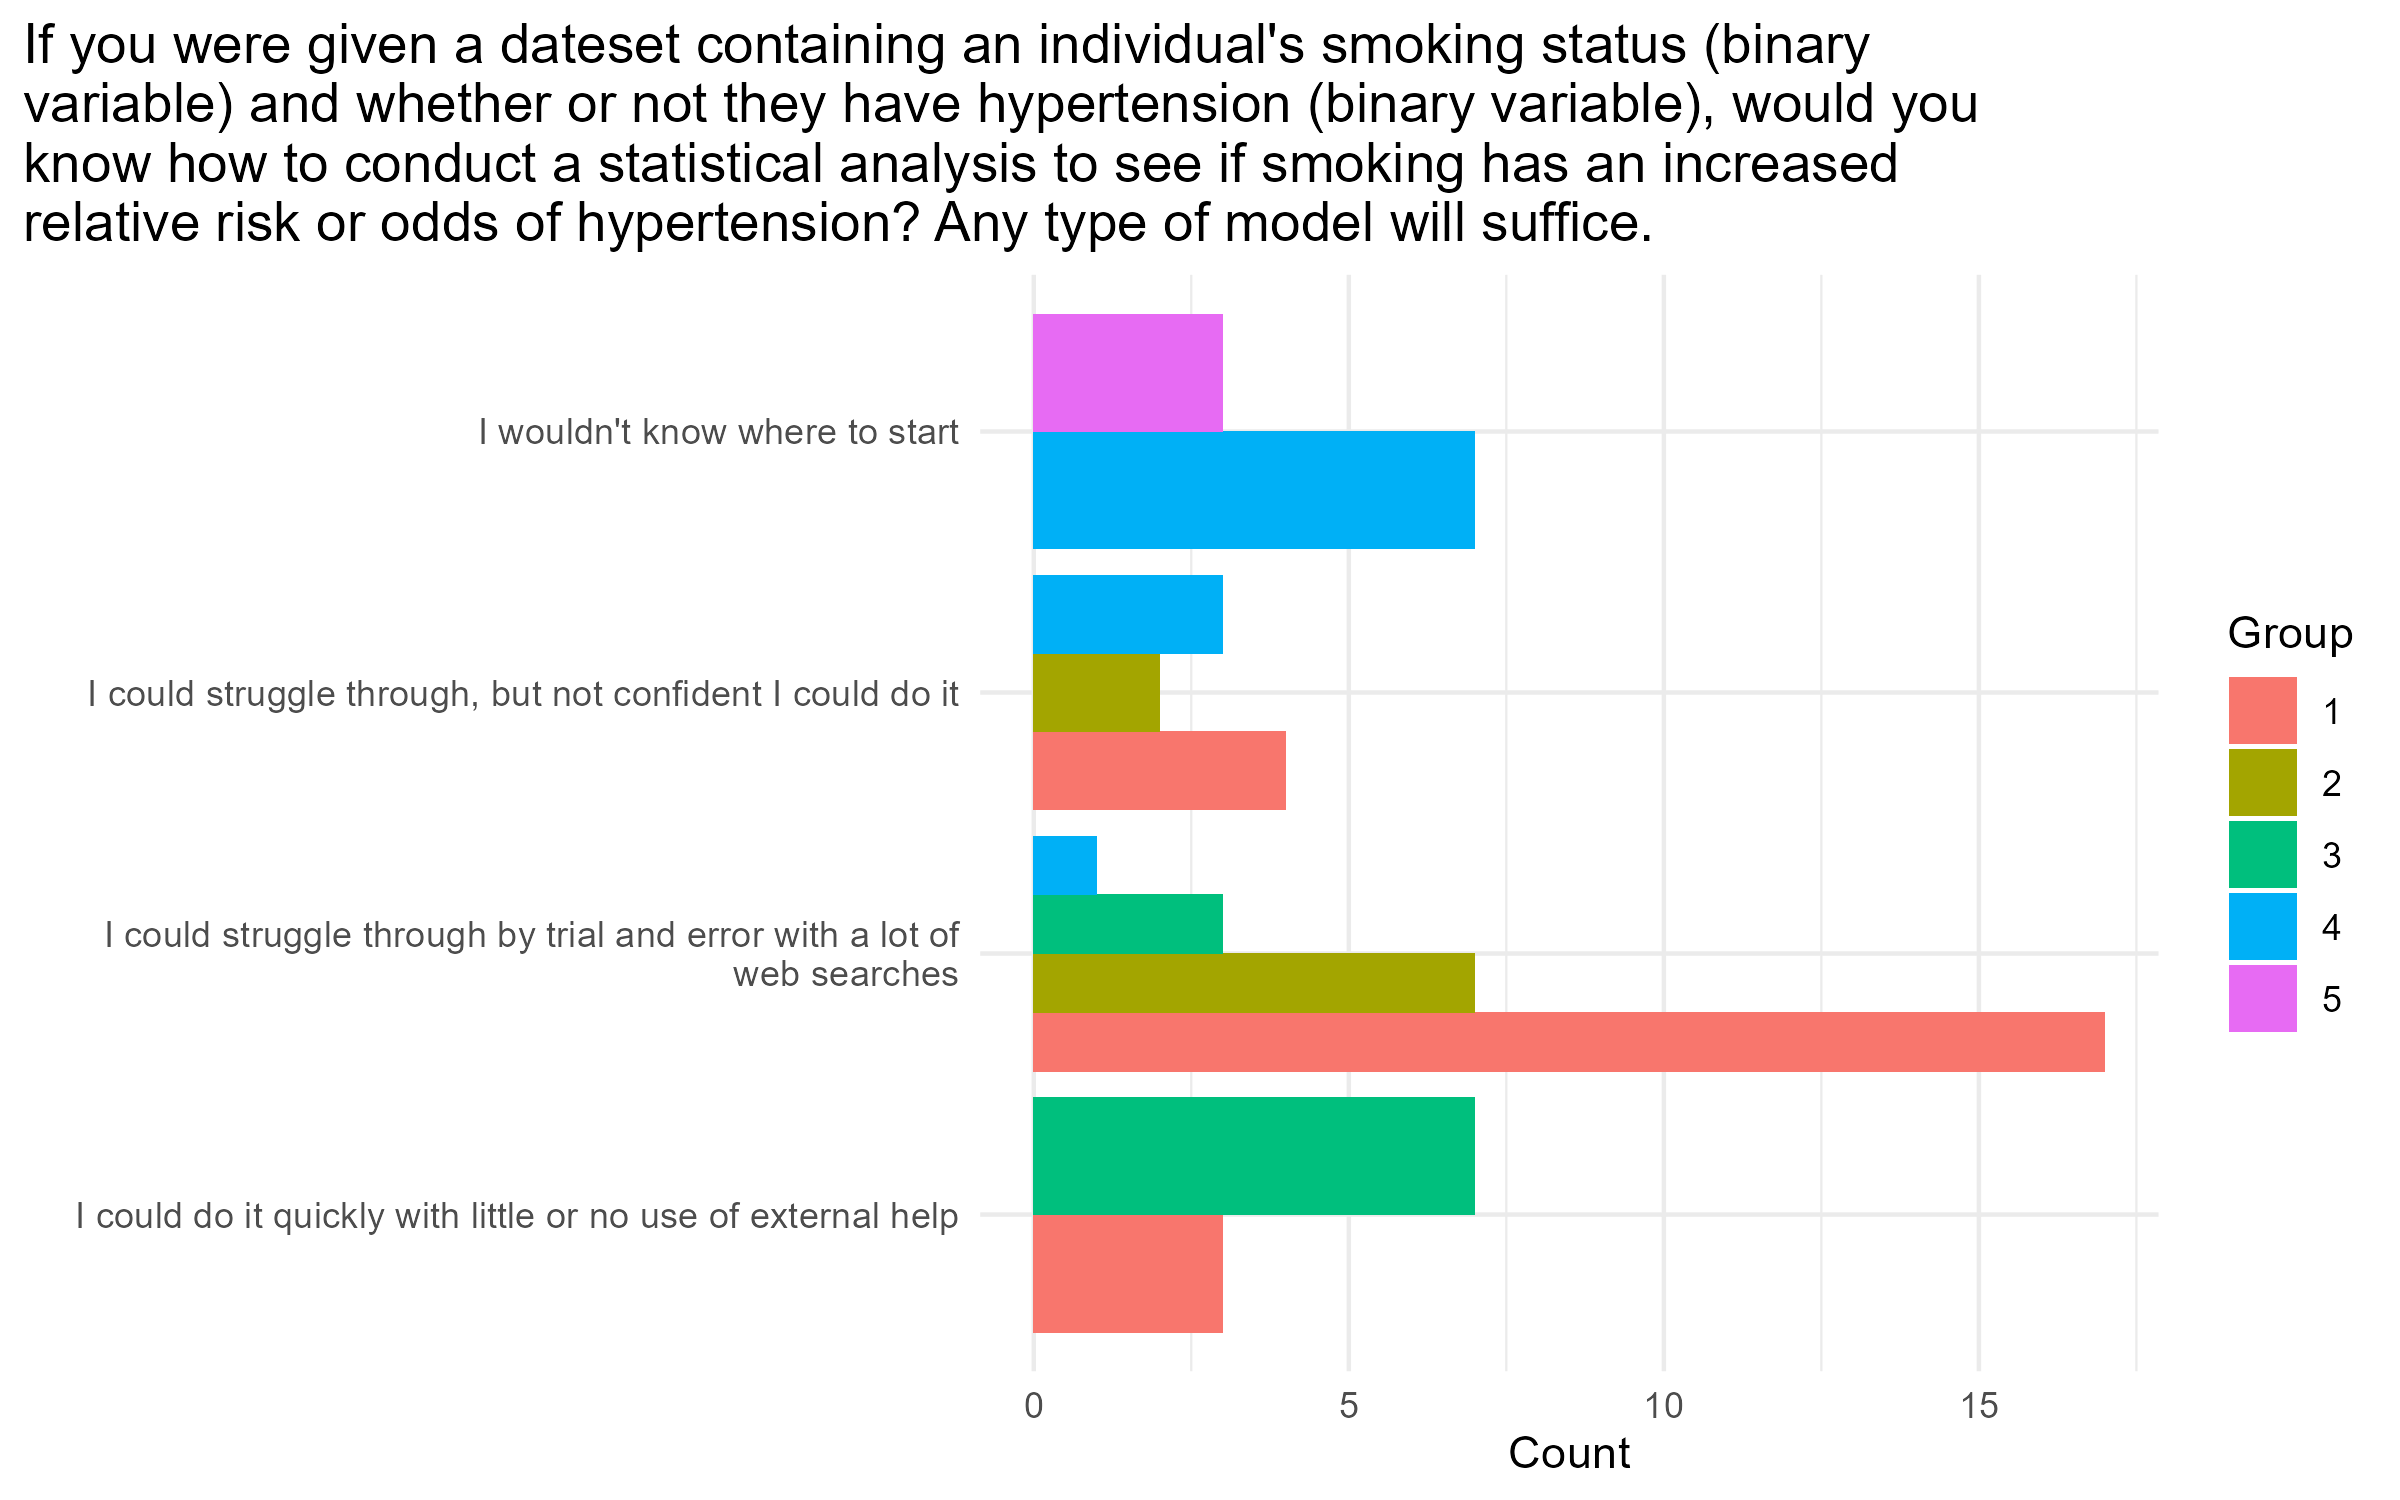 If you were given a dateset containing an individual's smoking status (binary
variable) and whether or not they have hypertension (binary variable), would you
know how to conduct a statistical analysis to see if smoking has an increased
relative risk or odds of hypertension? Any type of model will suffice.
I wouldn't know where to start
I could struggle through, but not confident I could do it
I could struggle through by trial and error with a lot of
web searches
I could do it quickly with little or no use of external help
0
5
10
15
Count
Group
1
2
3
4
5